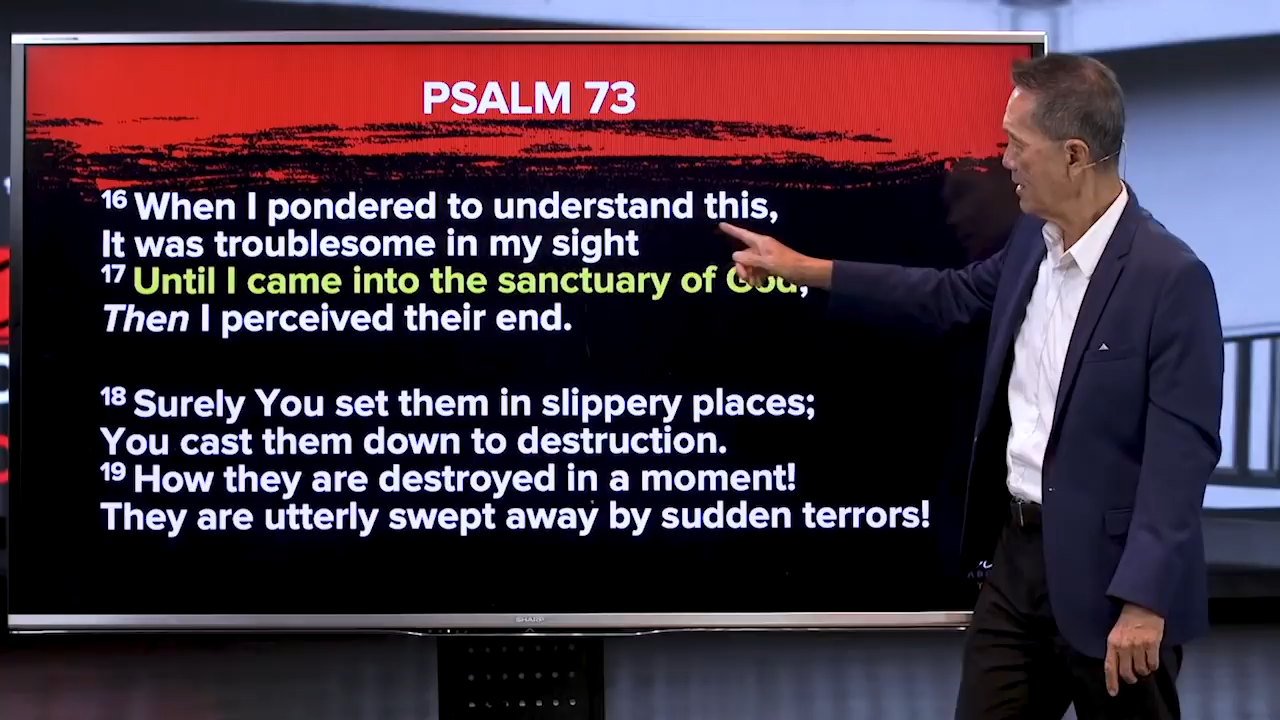 PSALM 73
16 When I pondered to understand this,
It was troublesome in my sight
17 Until I came into the sanctuary of God,
Then I perceived their end.
18 Surely You set them in slippery places;
You cast them down to destruction.
19 How they are destroyed in a moment!
They are utterly swept away by sudden terrors!
SHARP